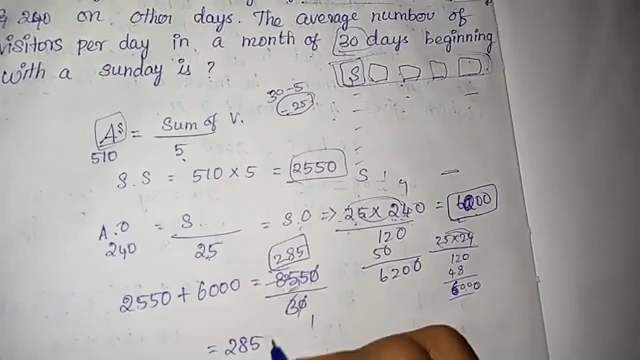 & 240 on other days. The average number of
visitors per day in a month of 30 days beginning
with a sunday is ?
S
30-5
=25
As = Sum of V.
510
5
S.S = 510 × 5 = 2550
A.O = S.. = S.O => 25 × 240 = 6000
240
25
120
50
6200
25×24
120
48
6000
285
2550 + 6000 = 8550
30
1
= 285